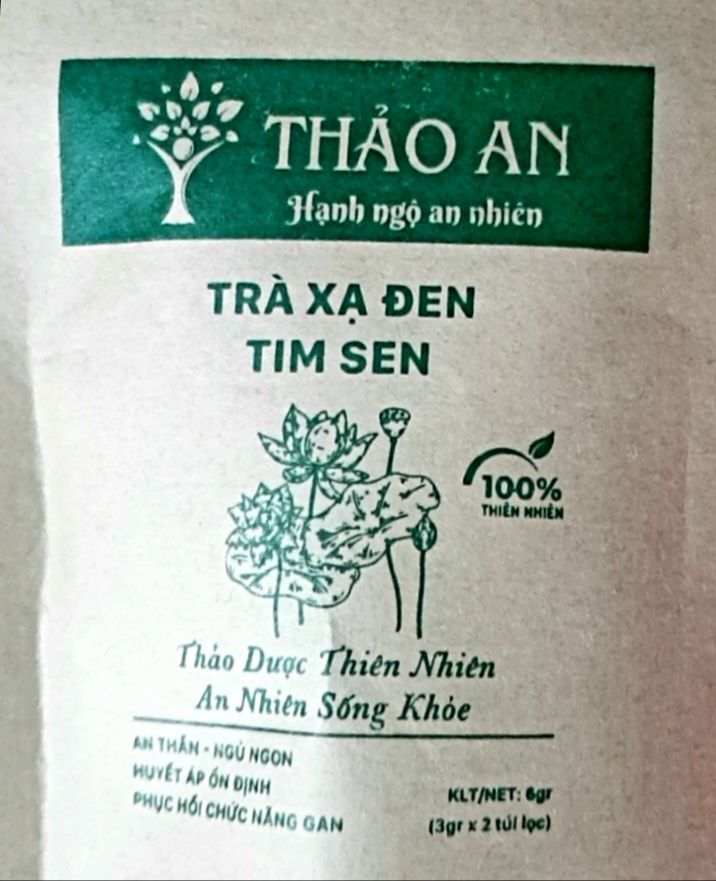 THẢO AN
Hạnh ngộ an nhiên
TRÀ XẠ ĐEN
TIM SEN
100%
THIÊN NHIÊN
Thảo Dược Thiên Nhiên
An Nhiên Sống Khỏe
AN THẦN - NGỦ NGON
HUYẾT ÁP ỔN ĐỊNH
PHỤC HỒI CHỨC NĂNG GAN
KLT/NET: 6gr
(3gr x 2 túi lọc)